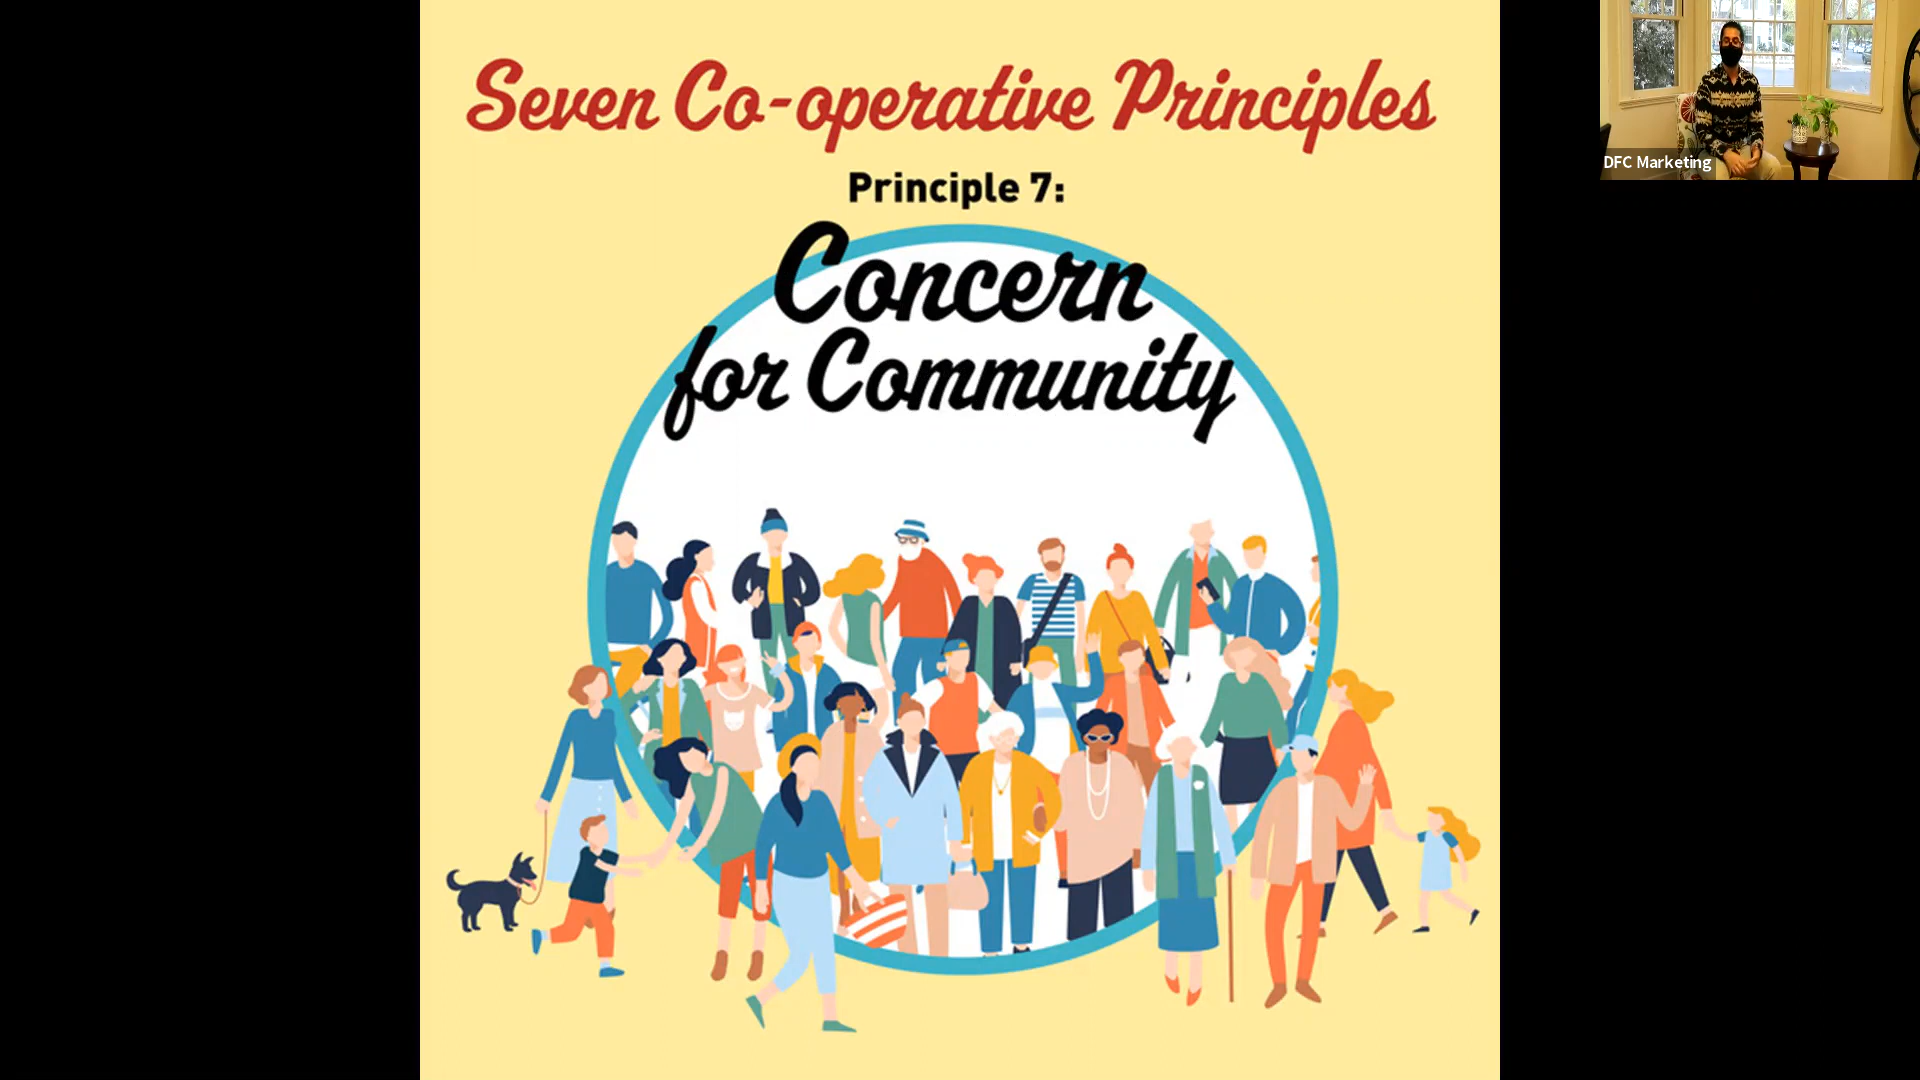 Seven Co-operative Principles
Principle 7:
Concern
for Community
DFC Marketing